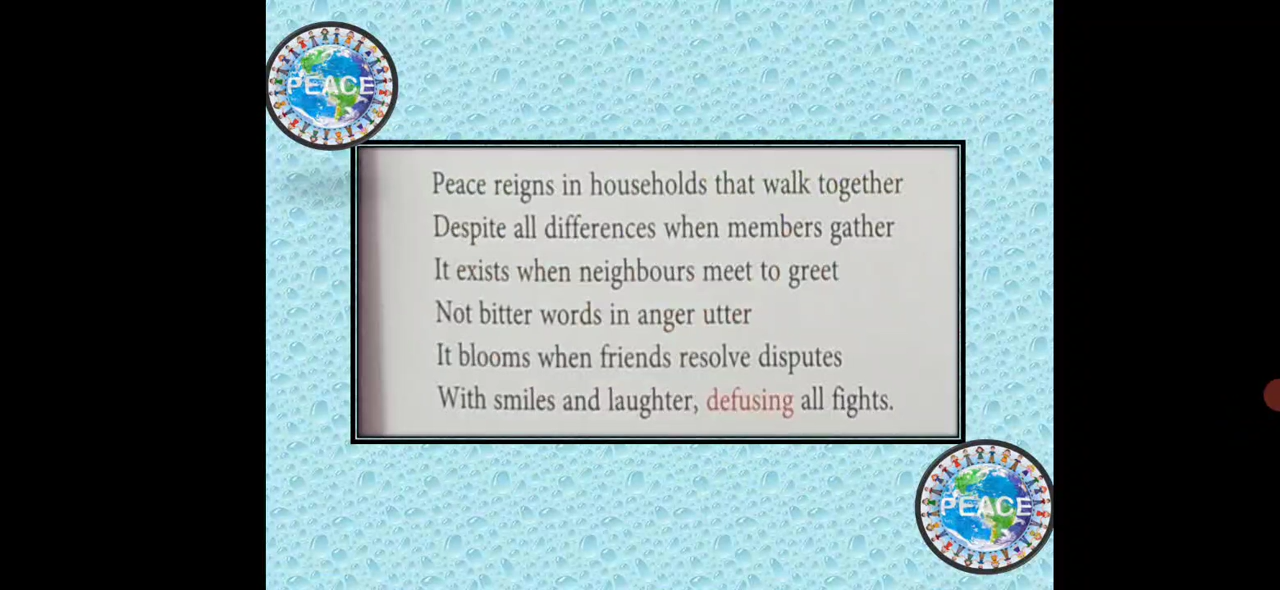 PEACE
Peace reigns in households that walk together
Despite all differences when members gather
It exists when neighbours meet to greet
Not bitter words in anger utter
It blooms when friends resolve disputes
With smiles and laughter, defusing all fights.
PEACE